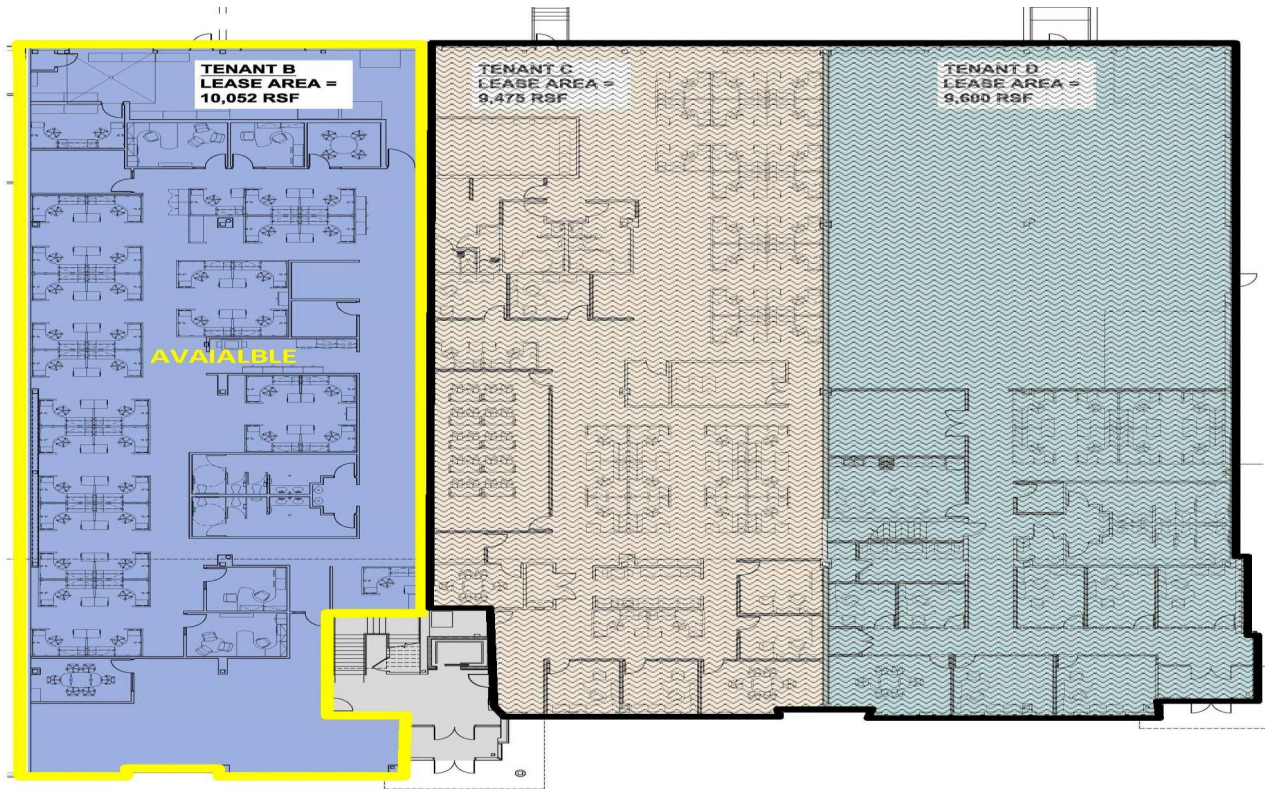 TENANT B
LEASE AREA =
10,052 RSF
TENANT C
LEASE AREA =
9,475 RSF
TENANT D
LEASE AREA =
9,600 RSF
AVAIALBLE